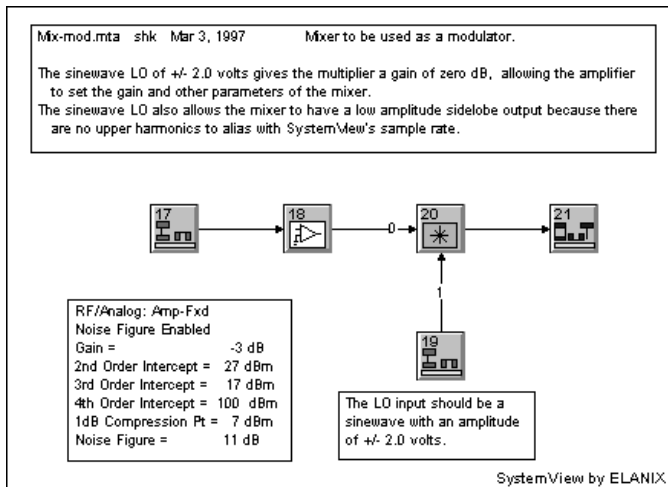 Mix-mod.mta shk Mar 3, 1997 Mixer to be used as a modulator.
The sinewave LO of +/- 2.0 volts gives the multiplier a gain of zero dB, allowing the amplifier
to set the gain and other parameters of the mixer.
The sinewave LO also allows the mixer to have a low amplitude sidelobe output because there
are no upper harmonics to alias with SystemView's sample rate.
17
18
0
20
21
1
19
RF/Analog: Amp-Fxd
Noise Figure Enabled
Gain = -3 dB
2nd Order Intercept = 27 dBm
3rd Order Intercept = 17 dBm
4th Order Intercept = 100 dBm
1dB Compression Pt = 7 dBm
Noise Figure = 11 dB
The LO input should be a
sinewave with an amplitude
of +/- 2.0 volts.
SystemView by ELANIX